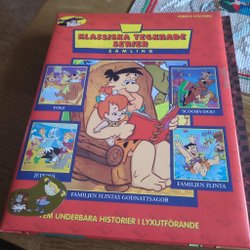 KLASSISKA TECKNADE
SERIER
SAMLING
YOGI
SCOOBY-DOO
JETSONS
FAMILJEN FLINTA
FAMILJEN FLINTAS GODNATTSAGOR
FEM UNDERBARA HISTORIER I LYXUTFÖRANDE